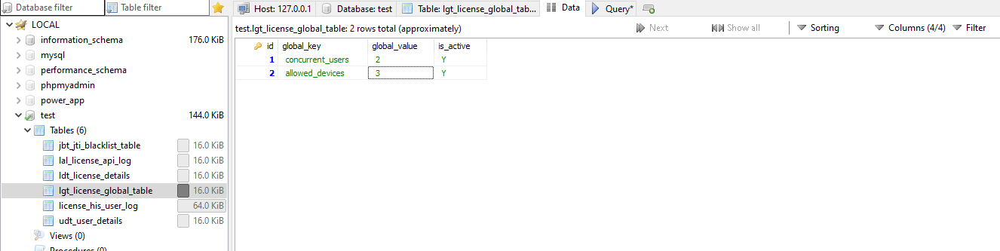 Database filter Table filter
LOCAL
information_schema 176.0 KiB
mysql
performance_schema
phpmyadmin
power_app
test 144.0 KiB
Tables (6)
jbt_jti_blacklist_table 16.0 KiB
lal_license_api_log 16.0 KiB
ldt_license_details 16.0 KiB
lgt_license_global_table 16.0 KiB
license_his_user_log 64.0 KiB
udt_user_details 16.0 KiB
Views (0)
Procedures (0)
Host: 127.0.0.1 Database: test Table: lgt_license_global_tab... Data Query*
test.lgt_license_global_table: 2 rows total (approximately) Next Show all Sorting Columns (4/4) Filter
id global_key global_value is_active
1 concurrent_users 2 Y
2 allowed_devices 3 Y